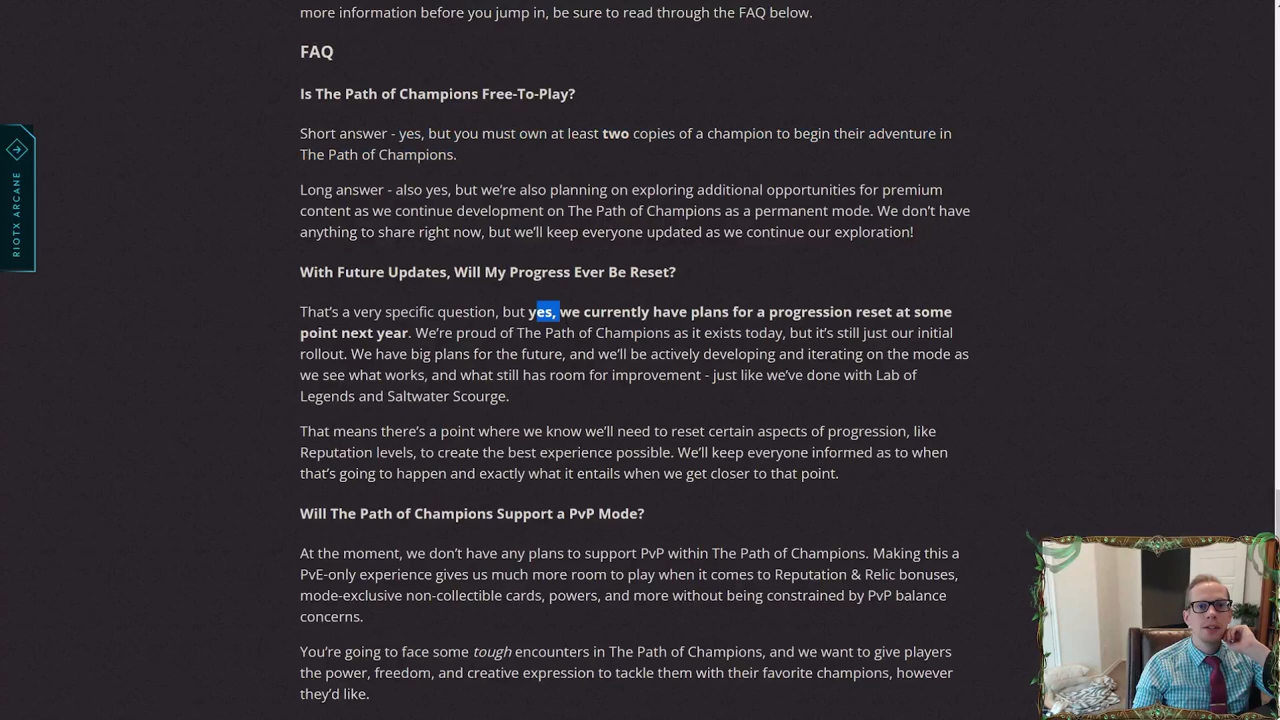 more information before you jump in, be sure to read through the FAQ below.
FAQ
Is The Path of Champions Free-To-Play?
Short answer - yes, but you must own at least two copies of a champion to begin their adventure in
The Path of Champions.
Long answer - also yes, but we’re also planning on exploring additional opportunities for premium
content as we continue development on The Path of Champions as a permanent mode. We don’t have
anything to share right now, but we’ll keep everyone updated as we continue our exploration!
With Future Updates, Will My Progress Ever Be Reset?
That’s a very specific question, but yes, we currently have plans for a progression reset at some
point next year. We’re proud of The Path of Champions as it exists today, but it’s still just our initial
rollout. We have big plans for the future, and we’ll be actively developing and iterating on the mode as
we see what works, and what still has room for improvement - just like we’ve done with Lab of
Legends and Saltwater Scourge.
That means there’s a point where we know we’ll need to reset certain aspects of progression, like
Reputation levels, to create the best experience possible. We’ll keep everyone informed as to when
that’s going to happen and exactly what it entails when we get closer to that point.
Will The Path of Champions Support a PvP Mode?
At the moment, we don’t have any plans to support PvP within The Path of Champions. Making this a
PvE-only experience gives us much more room to play when it comes to Reputation & Relic bonuses,
mode-exclusive non-collectible cards, powers, and more without being constrained by PvP balance
concerns.
You’re going to face some tough encounters in The Path of Champions, and we want to give players
the power, freedom, and creative expression to tackle them with their favorite champions, however
they’d like.
RIOTX ARCANE